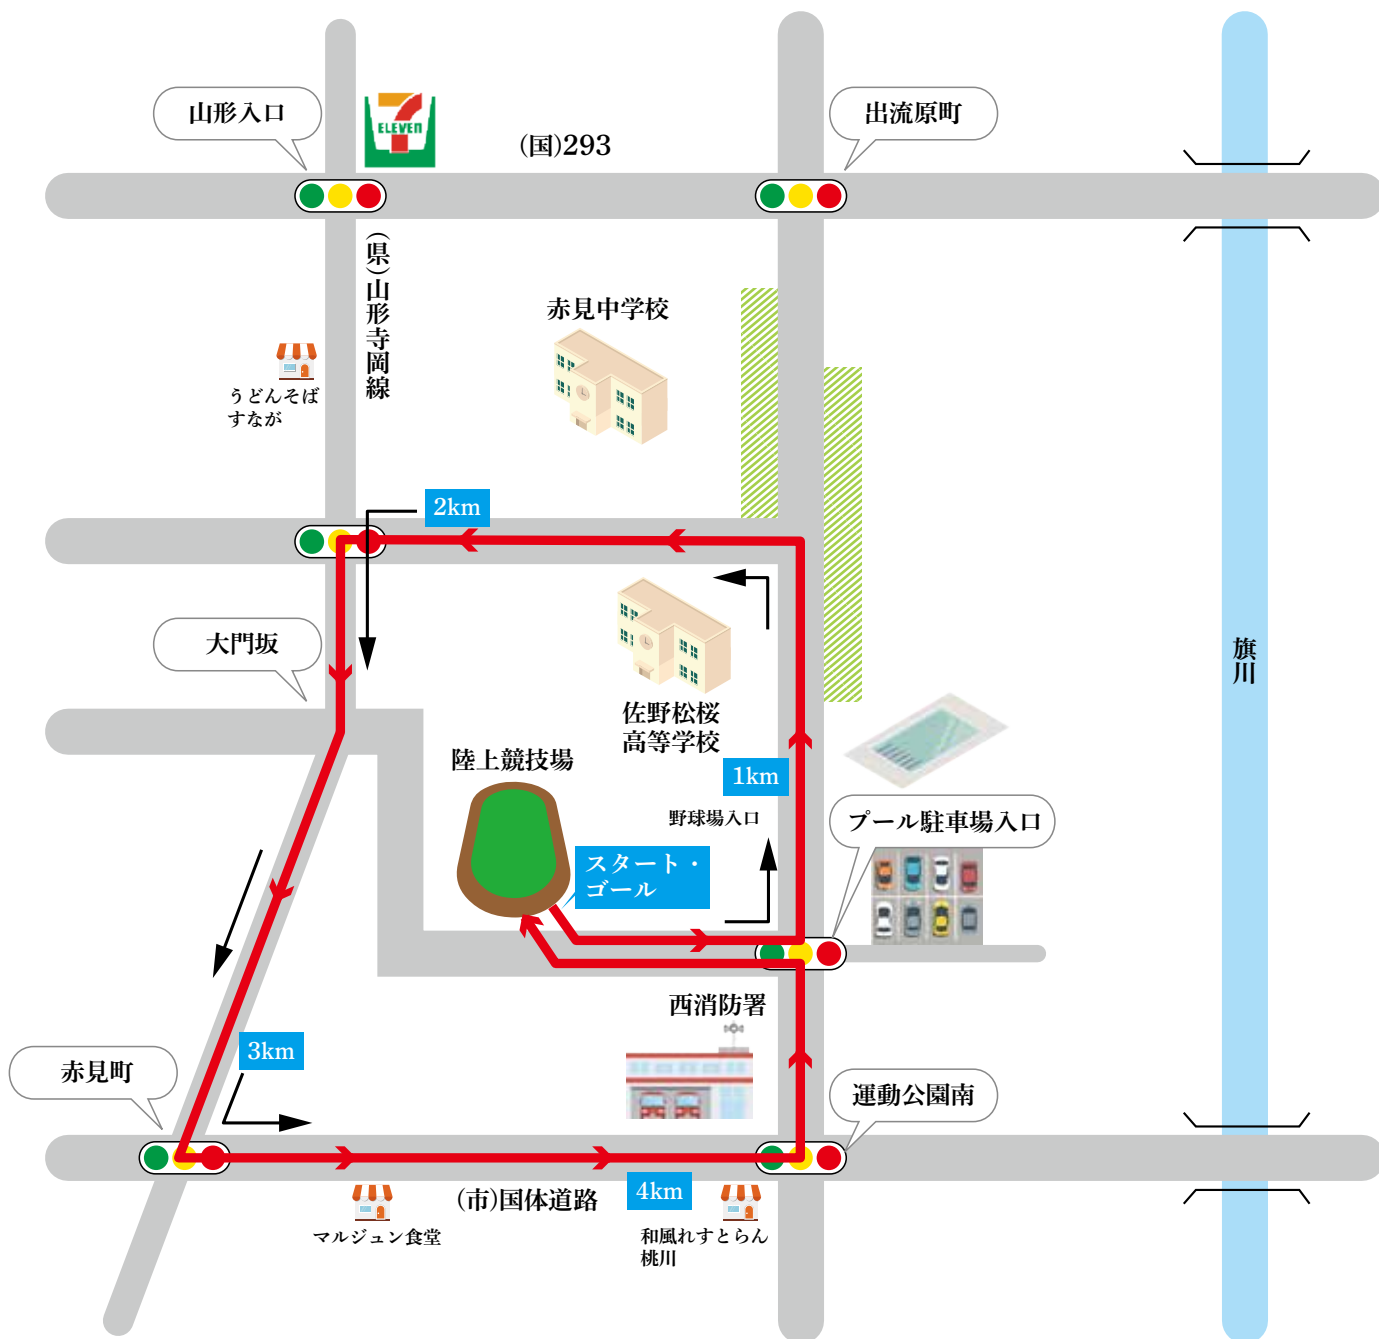 山形入口
ELEVEn
(国)293
出流原町
(県)山形寺岡線
赤見中学校
うどんそば
すなが
2km
大門坂
佐野松桜
高等学校
旗川
陸上競技場
1km
野球場入口
プール駐車場入口
スタート・
ゴール
西消防署
3km
赤見町
運動公園南
(市)国体道路
4km
マルジュン食堂
和風れすとらん
桃川